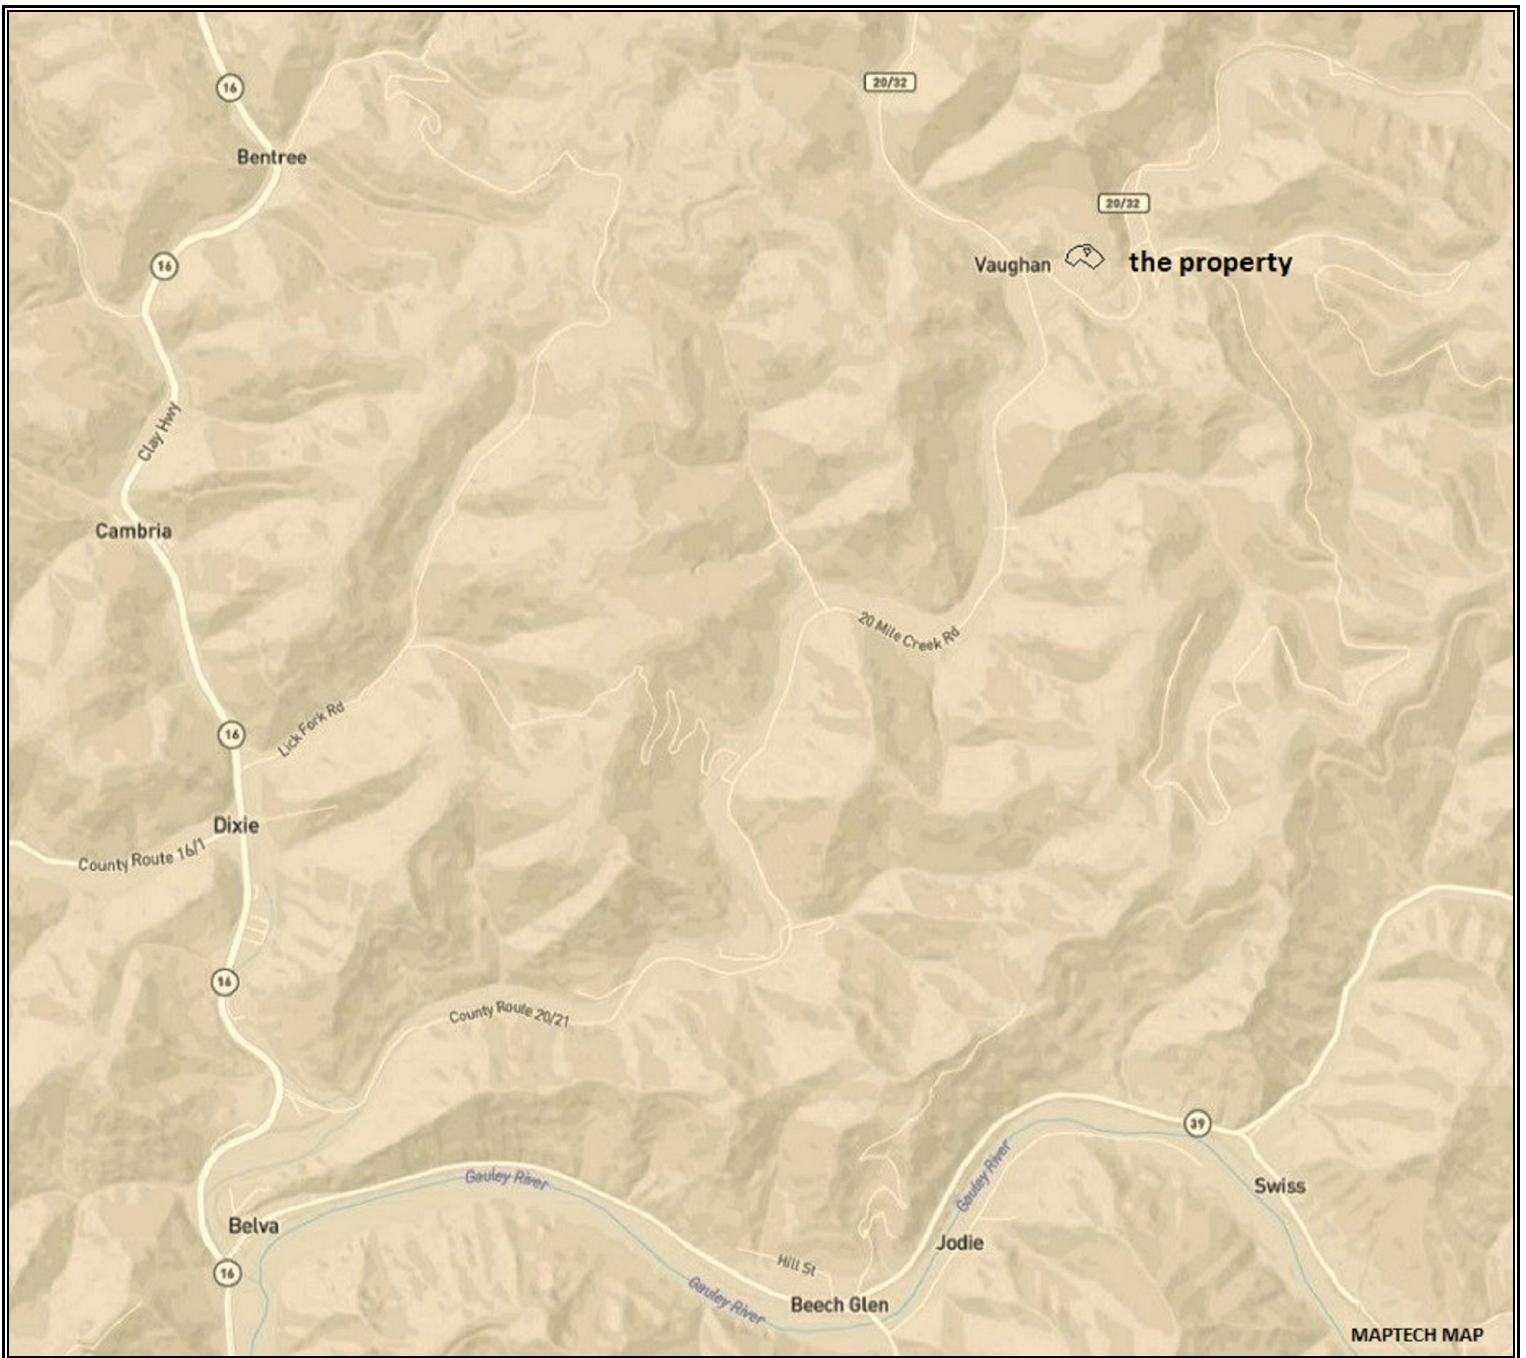 20/32
16
Bentree
20/32
Vaughan
the property
16
Clay Hwy
Cambria
20 Mile Creek Rd
Lick Fork Rd
16
Dixie
County Route 16/1
16
County Route 20/21
39
Gauley River
Gauley River
Swiss
Belva
Jodie
Hill St
16
Gauley River
Beech Glen
MAPTECH MAP